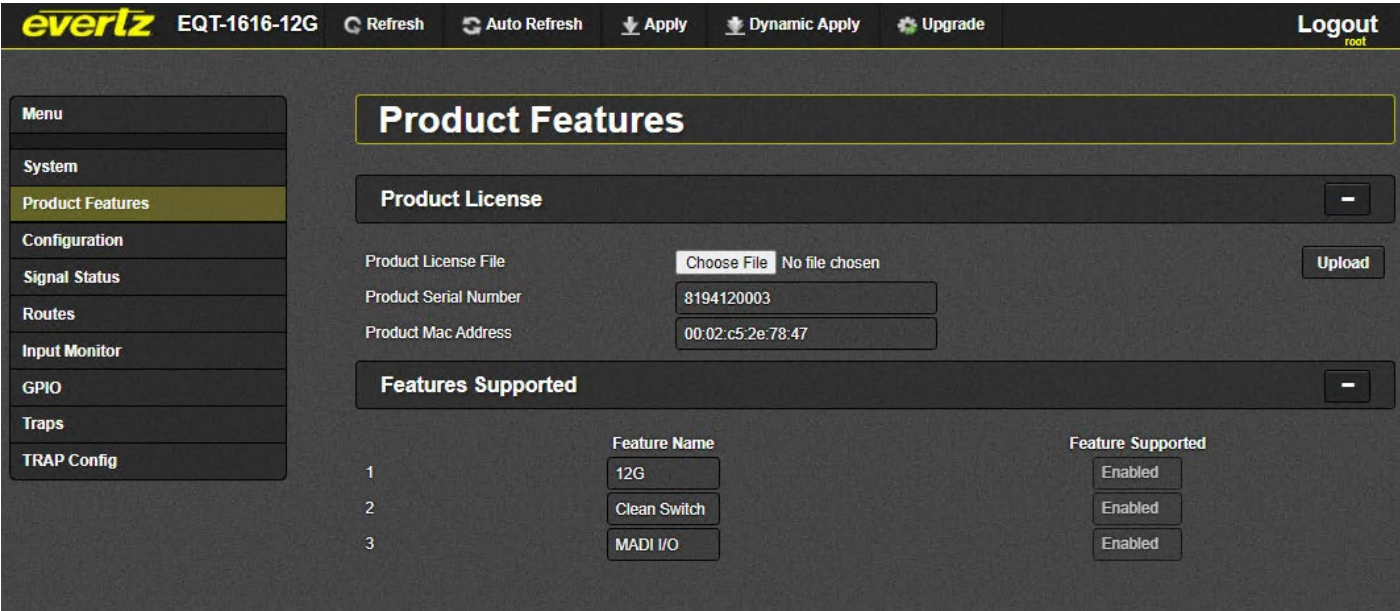 evertz EQT-1616-12G Refresh Auto Refresh Apply Dynamic Apply Upgrade Logout
root
Menu
System
Product Features
Configuration
Signal Status
Routes
Input Monitor
GPIO
Traps
TRAP Config
Product Features
Product License
Product License File Choose File No file chosen Upload
Product Serial Number 8194120003
Product Mac Address 00:02:c5:2e:78:47
Features Supported
Feature Name Feature Supported
1 12G Enabled
2 Clean Switch Enabled
3 MADI I/O Enabled